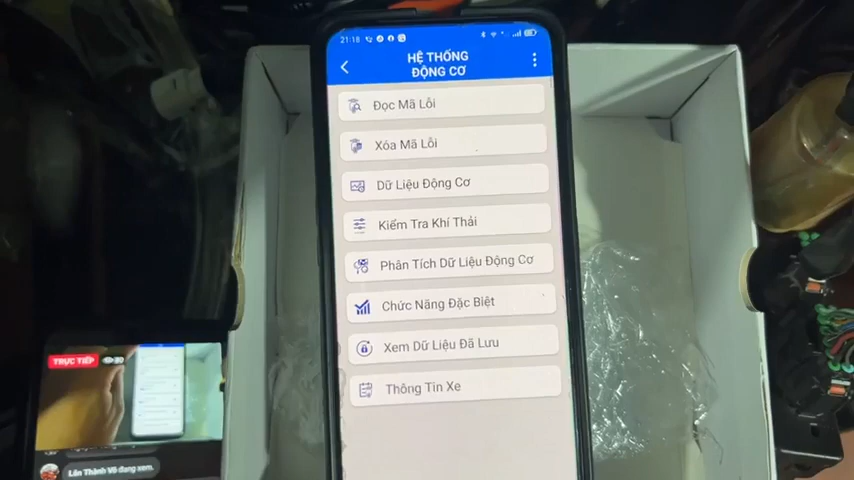 21:18
HỆ THỐNG
ĐỘNG CƠ
Đọc Mã Lỗi
Xóa Mã Lỗi
Dữ Liệu Động Cơ
Kiểm Tra Khí Thải
Phân Tích Dữ Liệu Động Cơ
Chức Năng Đặc Biệt
Xem Dữ Liệu Đã Lưu
Thông Tin Xe
TRỰC TIẾP
Lôn Thành Võ đang xem.